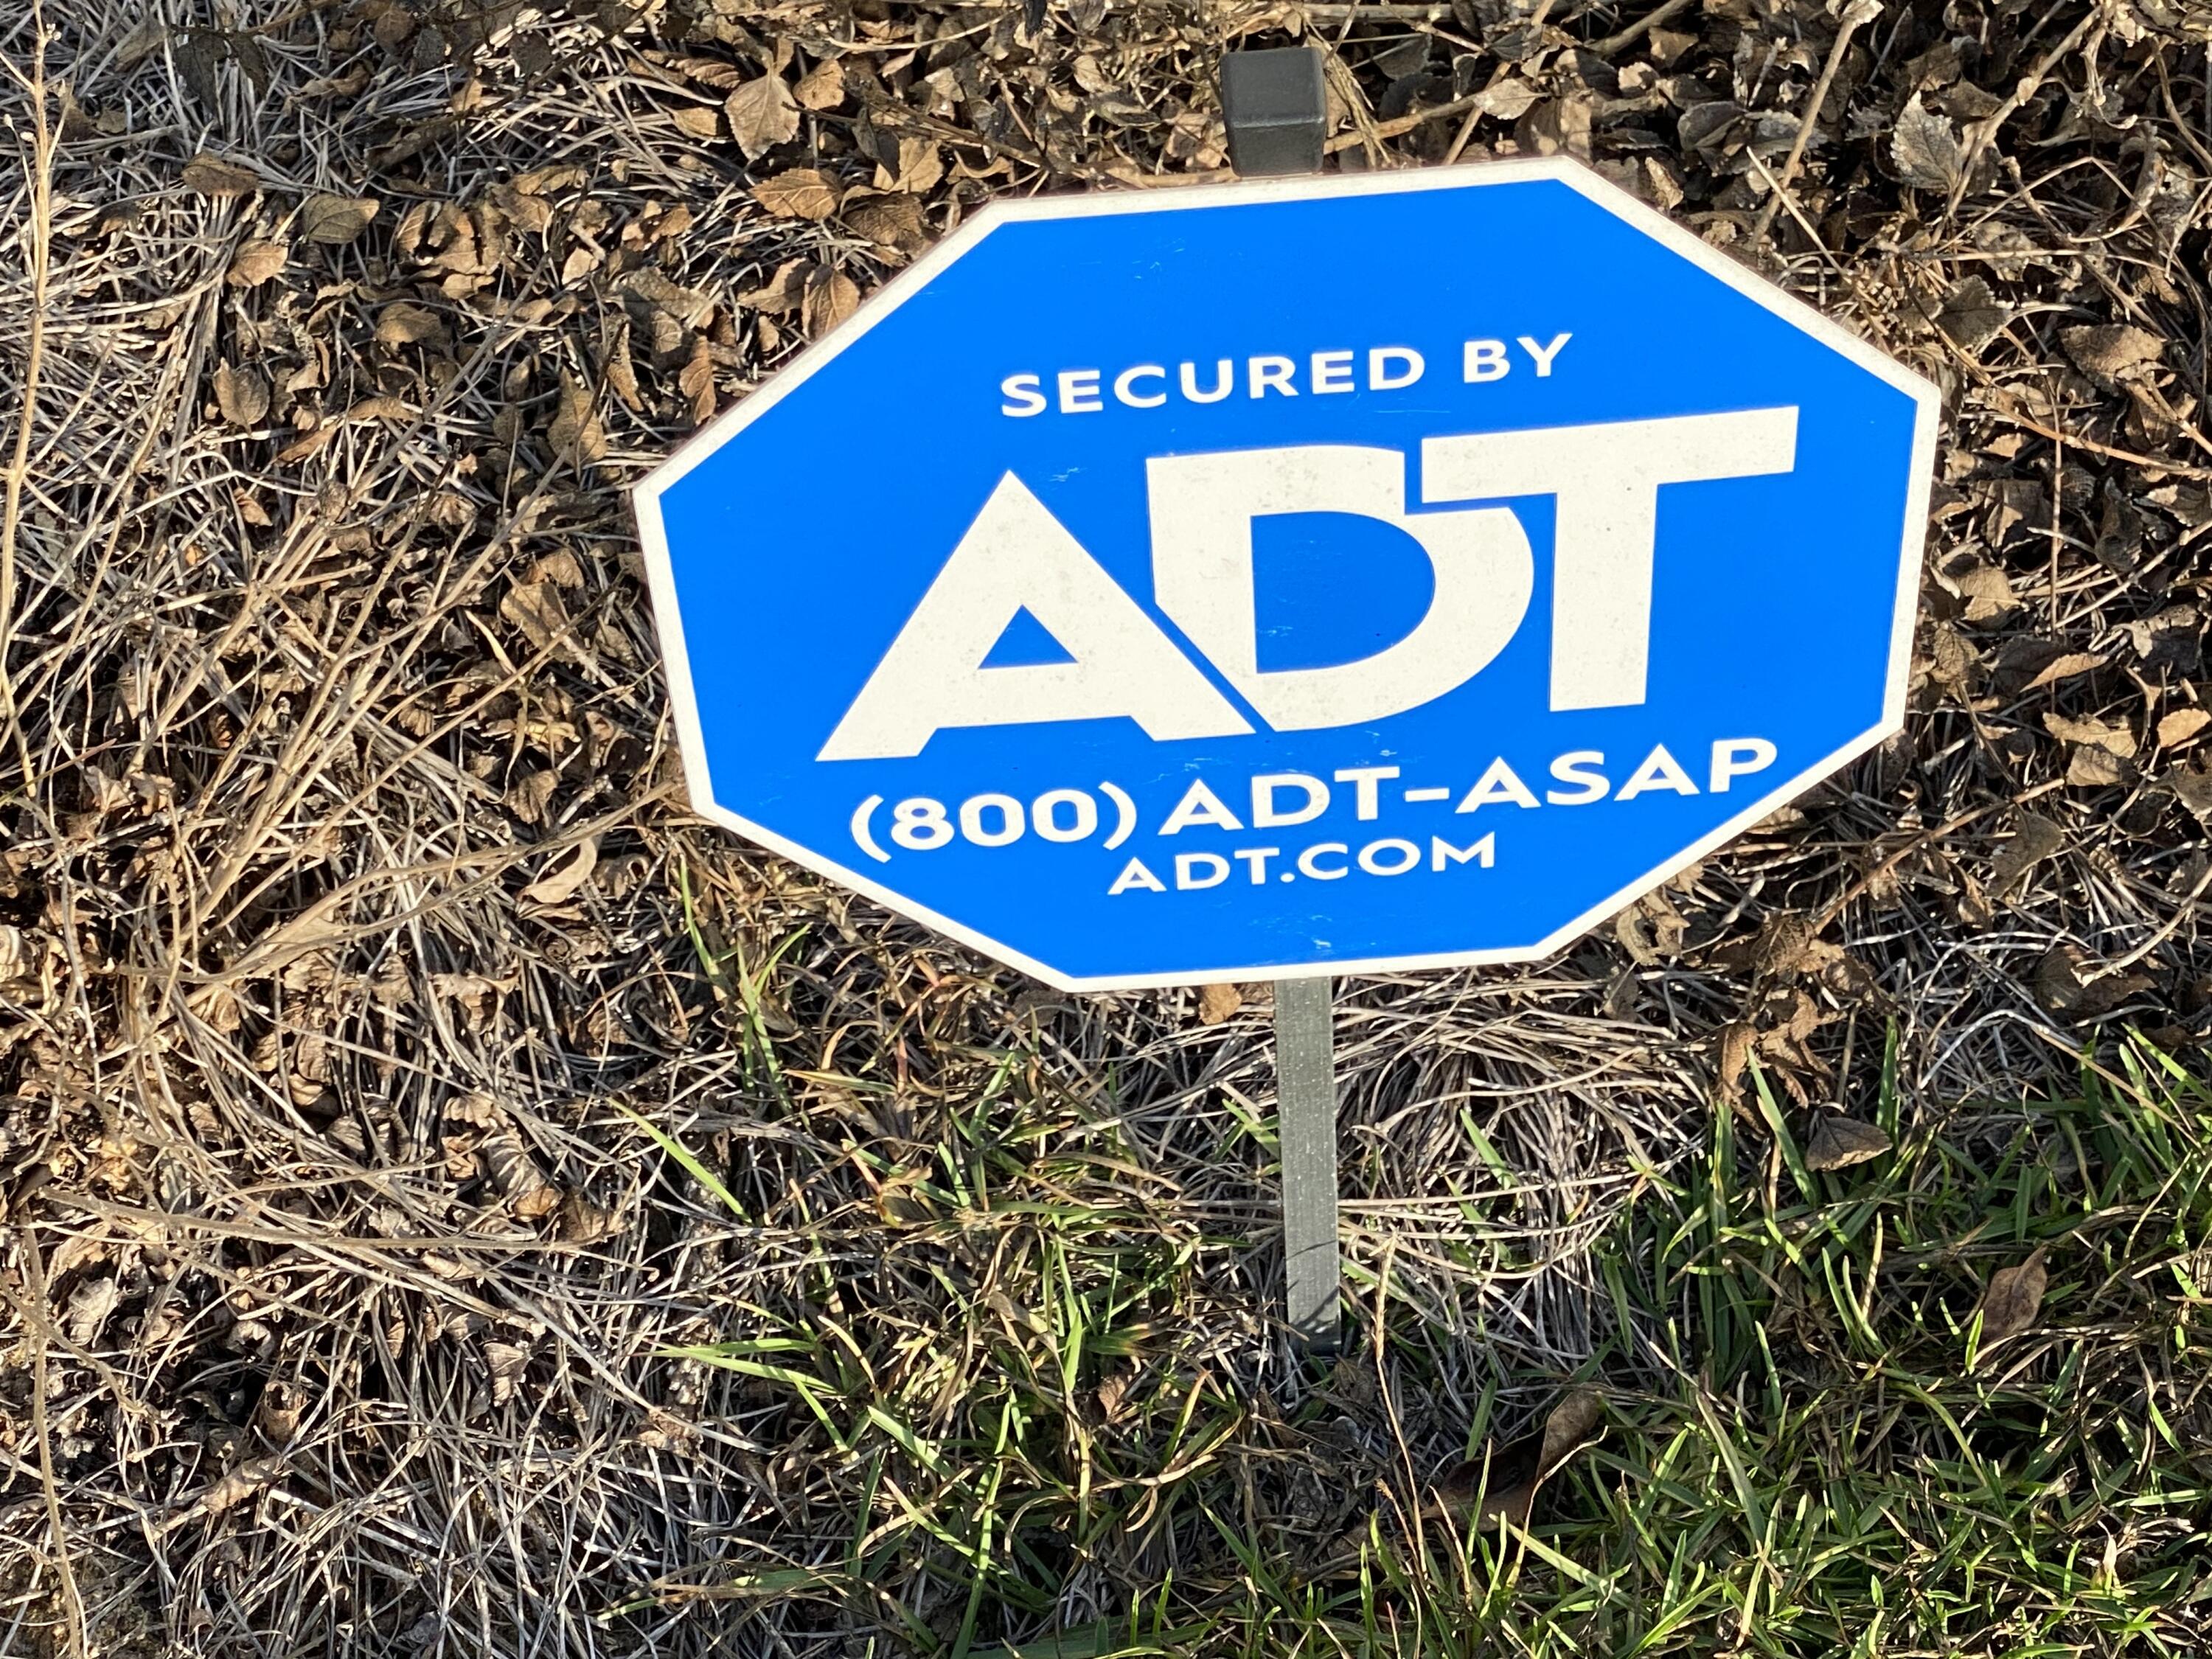 SECURED BY
ADT
(800) ADT-ASAP
ADT.COM